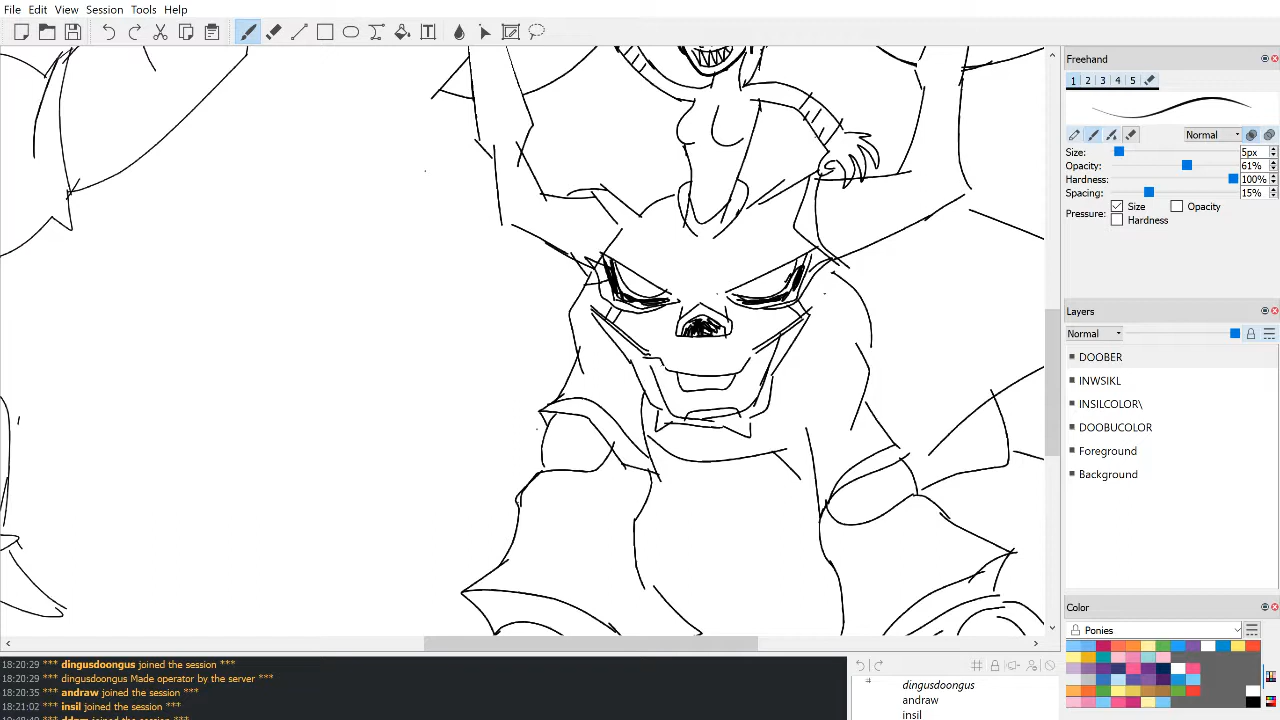 File Edit View Session Tools Help
Freehand
1 2 3 4 5
Normal
Size: 5px
Opacity: 61%
Hardness: 100%
Spacing: 15%
Pressure: Size Opacity
Hardness
Layers
Normal
DOOBER
INWSIKL
INSILCOLOR\
DOOBUCOLOR
Foreground
Background
Color
Ponies
18:20:29 *** dingusdoongus joined the session ***
18:20:29 *** dingusdoongus Made operator by the server ***
18:20:35 *** andraw joined the session ***
18:21:02 *** insil joined the session ***
dingusdoongus
andraw
insil